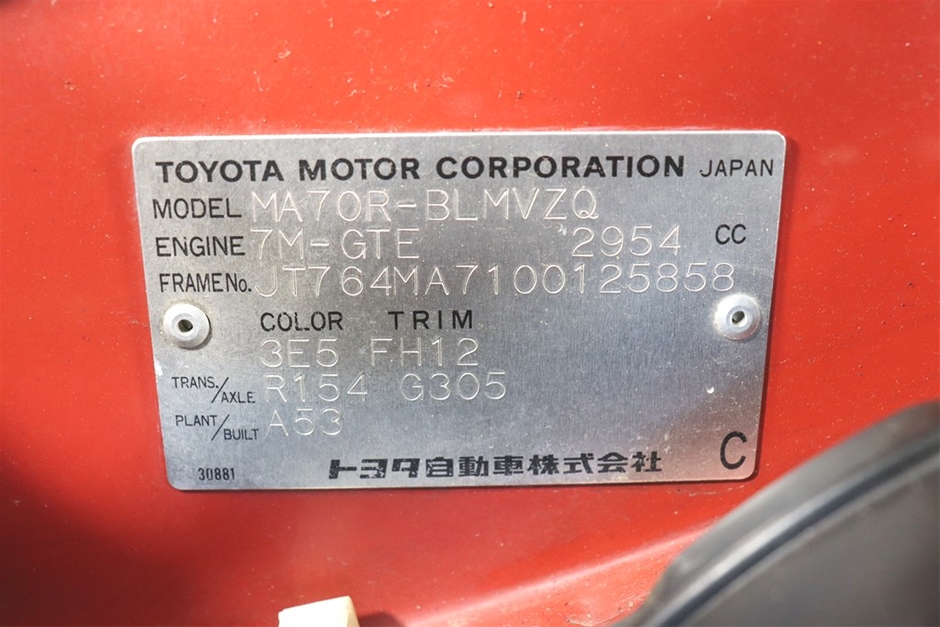 TOYOTA MOTOR CORPORATION JAPAN
MODEL MA70R-BLMVZQ
ENGINE 7M-GTE 2954 CC
FRAME No. JT764MA7100125858
COLOR TRIM
3E5 FH12
TRANS./AXLE R154 G305
PLANT/BUILT A53
30881 トヨタ自動車株式会社 C